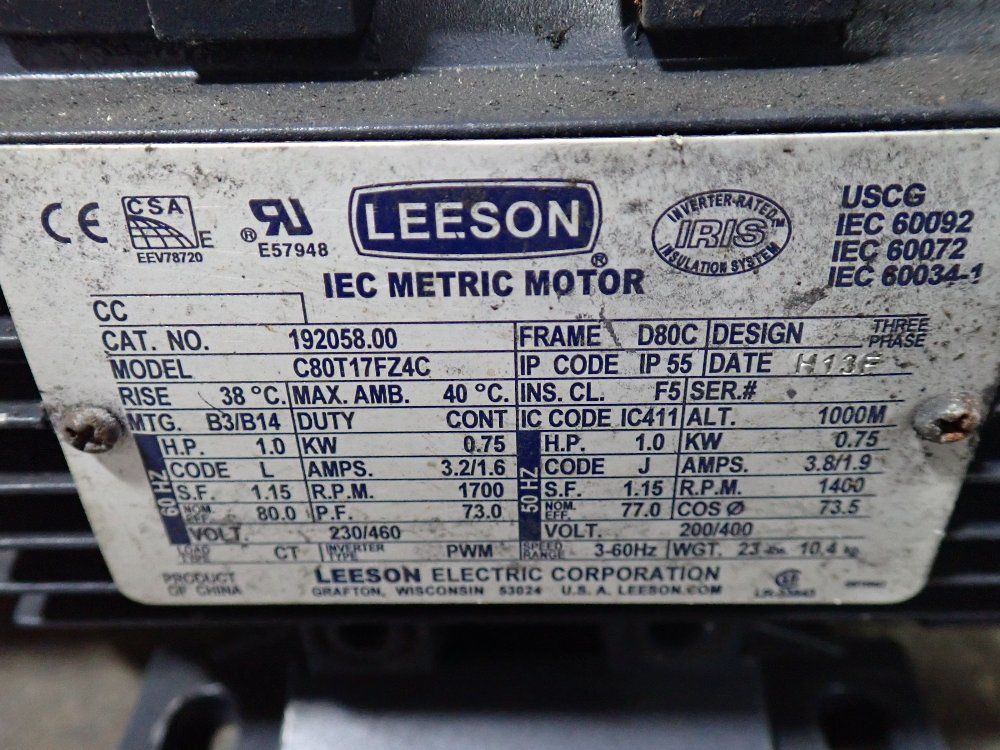 CE
CSA
E
EEV78720
RU
®
E57948
LEESON
®
INVERTER-RATED
IRIS
INSULATION SYSTEM
USCG
IEC 60092
IEC 60072
IEC 60034-1
IEC METRIC MOTOR
CC
CAT. NO. 192058.00 FRAME D80C DESIGN THREE PHASE
MODEL C80T17FZ4C IP CODE IP 55 DATE H13F
RISE 38 °C. MAX. AMB. 40 °C. INS. CL. F5 SER.#
MTG. B3/B14 DUTY CONT IC CODE IC411 ALT. 1000M
60 HZ
H.P. 1.0 KW 0.75
CODE L AMPS. 3.2/1.6
S.F. 1.15 R.P.M. 1700
NOM. EFF. 80.0 P.F. 73.0
VOLT. 230/460
50 HZ
H.P. 1.0 KW 0.75
CODE J AMPS. 3.8/1.9
S.F. 1.15 R.P.M. 1400
NOM. EFF. 77.0 COS Ø 73.5
VOLT. 200/400
LOAD TYPE CT INVERTER TYPE PWM SPEED RANGE 3-60Hz WGT. 23 lbs. 10.4 kg
PRODUCT OF CHINA
LEESON ELECTRIC CORPORATION
GRAFTON, WISCONSIN 53024 U.S.A. LEESON.COM